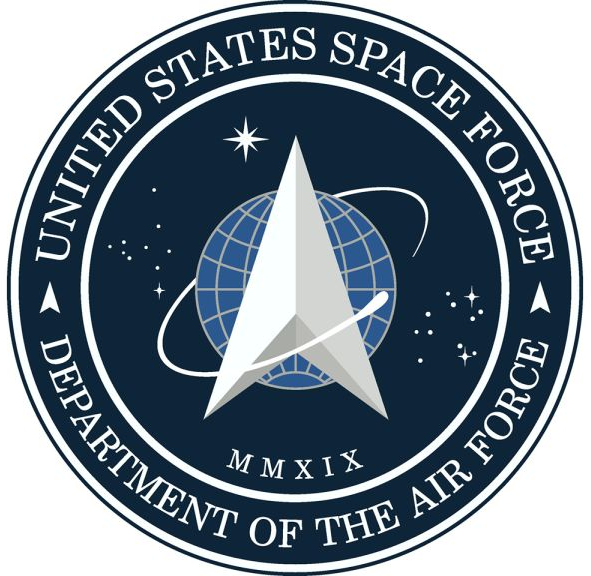 UNITED STATES SPACE FORCE
MMXIX
DEPARTMENT OF THE AIR FORCE